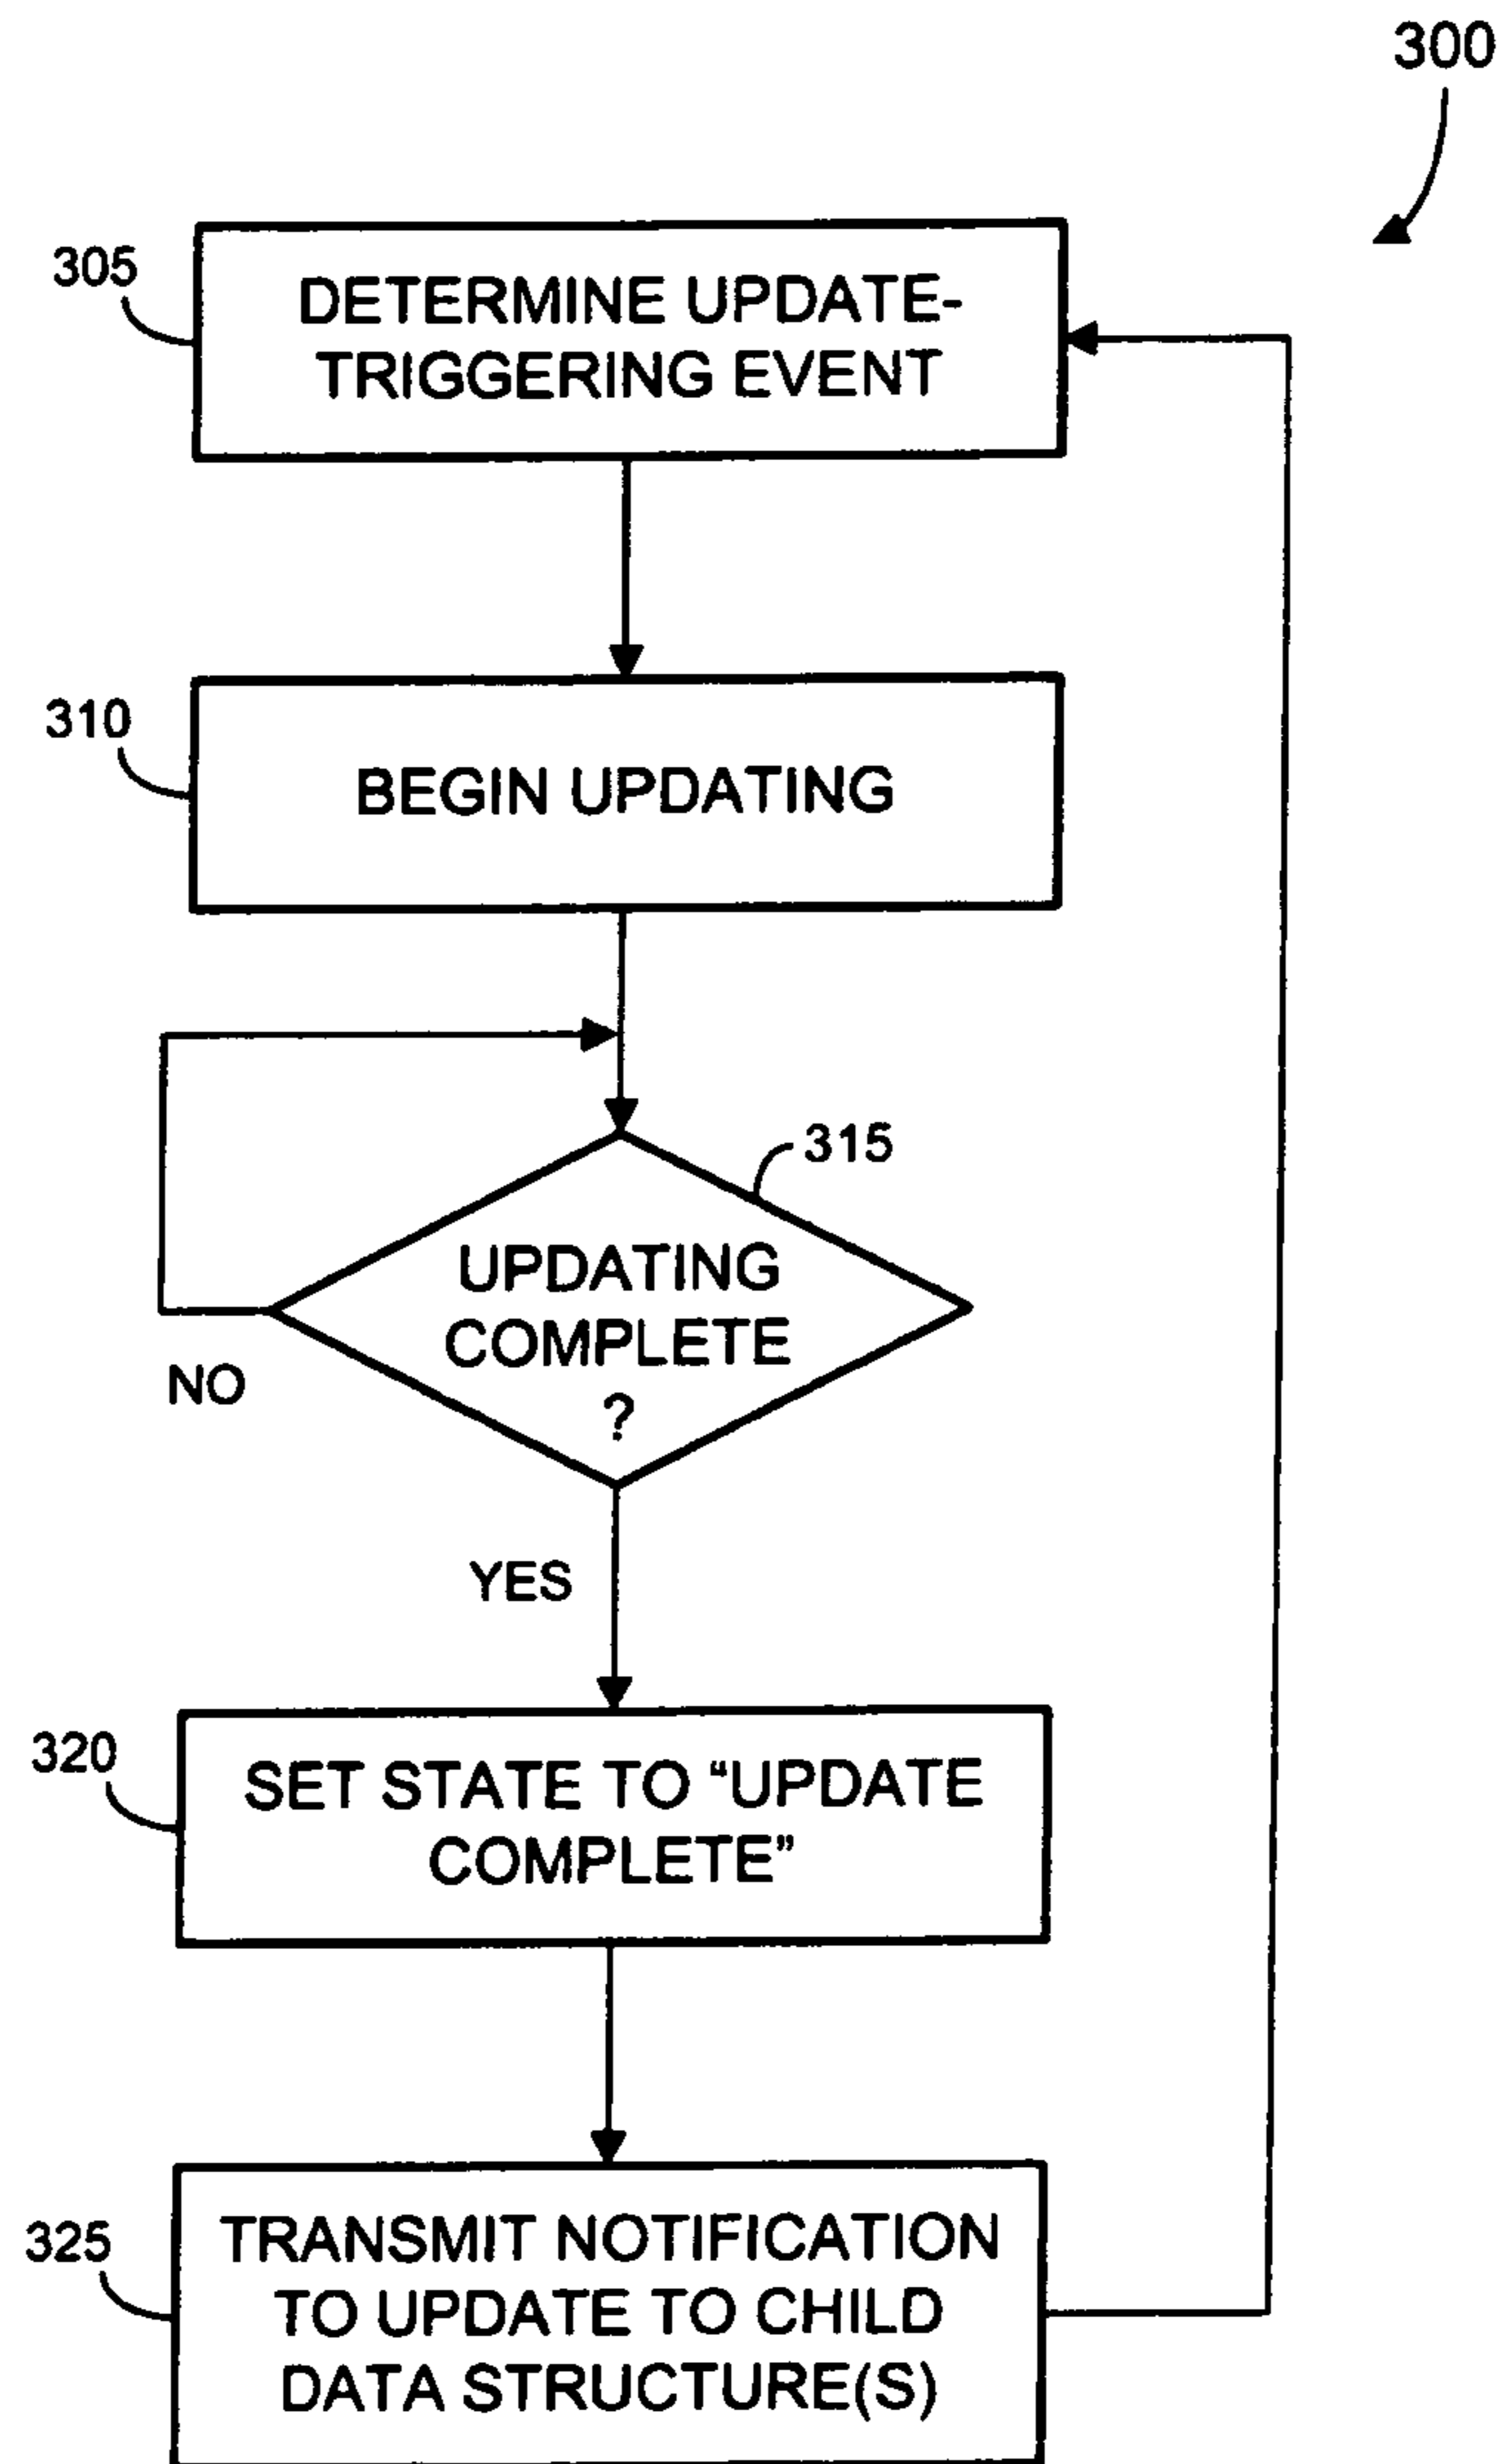 300
305
DETERMINE UPDATE-
TRIGGERING EVENT
310
BEGIN UPDATING
315
UPDATING
COMPLETE
?
NO
YES
320
SET STATE TO “UPDATE
COMPLETE”
325
TRANSMIT NOTIFICATION
TO UPDATE TO CHILD
DATA STRUCTURE(S)